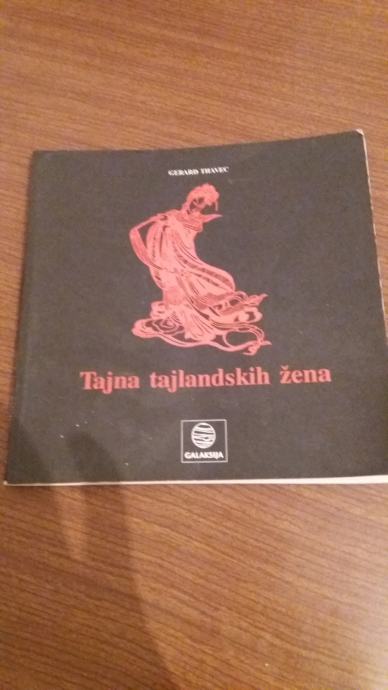 GERARD THAVEC
Tajna tajlandskih žena
GALAKSIJA